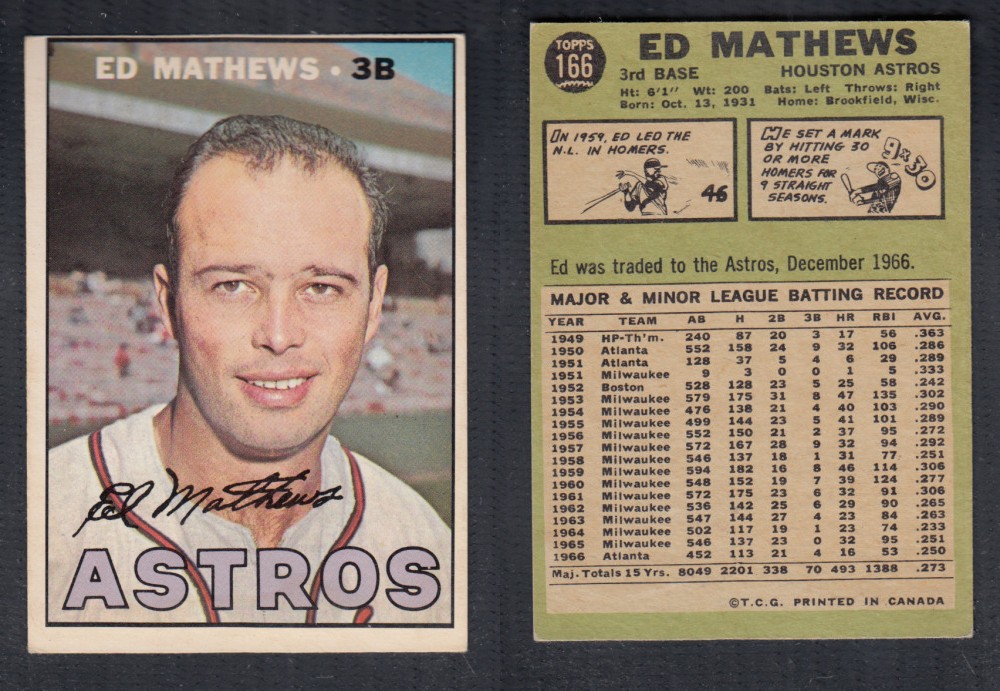 ED MATHEWS • 3B
Ed Mathews
ASTROS
TOPPS
166
ED MATHEWS
3rd BASE HOUSTON ASTROS
Ht: 6'1" Wt: 200 Bats: Left Throws: Right
Born: Oct. 13, 1931 Home: Brookfield, Wisc.
IN 1959, ED LED THE
N.L. IN HOMERS.
46
HE SET A MARK
BY HITTING 30
OR MORE
HOMERS FOR
9 STRAIGHT
SEASONS.
9 x 30
Ed was traded to the Astros, December 1966.
MAJOR & MINOR LEAGUE BATTING RECORD
YEAR TEAM AB H 2B 3B HR RBI AVG.
1949 HP-Th'm. 240 87 20 3 17 56 .363
1950 Atlanta 552 158 24 9 32 106 .286
1951 Atlanta 128 37 5 4 6 29 .289
1951 Milwaukee 9 3 0 0 1 5 .333
1952 Boston 528 128 23 5 25 58 .242
1953 Milwaukee 579 175 31 8 47 135 .302
1954 Milwaukee 476 138 21 4 40 103 .290
1955 Milwaukee 499 144 23 5 41 101 .289
1956 Milwaukee 552 150 21 2 37 95 .272
1957 Milwaukee 572 167 28 9 32 94 .292
1958 Milwaukee 546 137 18 1 31 77 .251
1959 Milwaukee 594 182 16 8 46 114 .306
1960 Milwaukee 548 152 19 7 39 124 .277
1961 Milwaukee 572 175 23 6 32 91 .306
1962 Milwaukee 536 142 25 6 29 90 .265
1963 Milwaukee 547 144 27 4 23 84 .263
1964 Milwaukee 502 117 19 1 23 74 .233
1965 Milwaukee 546 137 23 0 32 95 .251
1966 Atlanta 452 113 21 4 16 53 .250
Maj. Totals 15 Yrs. 8049 2201 338 70 493 1388 .273
©T.C.G. PRINTED IN CANADA